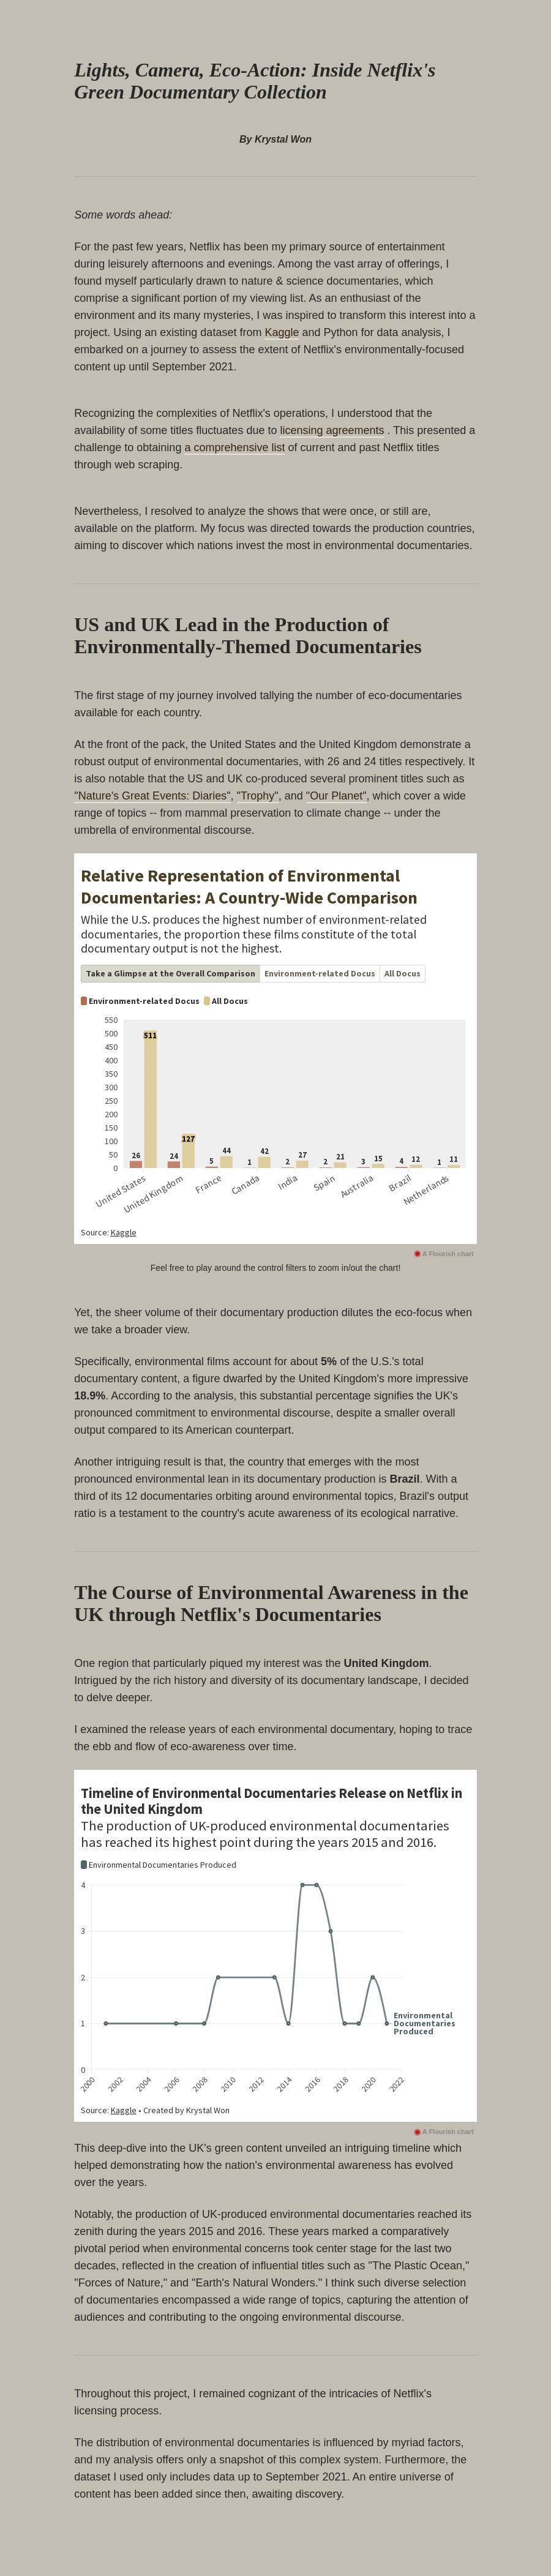 Lights, Camera, Eco-Action: Inside Netflix's
Green Documentary Collection
By Krystal Won
Some words ahead:
For the past few years, Netflix has been my primary source of entertainment
during leisurely afternoons and evenings. Among the vast array of offerings, I
found myself particularly drawn to nature & science documentaries, which
comprise a significant portion of my viewing list. As an enthusiast of the
environment and its many mysteries, I was inspired to transform this interest into a
project. Using an existing dataset from Kaggle and Python for data analysis, I
embarked on a journey to assess the extent of Netflix's environmentally-focused
content up until September 2021.
Recognizing the complexities of Netflix's operations, I understood that the
availability of some titles fluctuates due to licensing agreements . This presented a
challenge to obtaining a comprehensive list of current and past Netflix titles
through web scraping.
Nevertheless, I resolved to analyze the shows that were once, or still are,
available on the platform. My focus was directed towards the production countries,
aiming to discover which nations invest the most in environmental documentaries.
US and UK Lead in the Production of
Environmentally-Themed Documentaries
The first stage of my journey involved tallying the number of eco-documentaries
available for each country.
At the front of the pack, the United States and the United Kingdom demonstrate a
robust output of environmental documentaries, with 26 and 24 titles respectively. It
is also notable that the US and UK co-produced several prominent titles such as
"Nature's Great Events: Diaries", "Trophy", and "Our Planet", which cover a wide
range of topics -- from mammal preservation to climate change -- under the
umbrella of environmental discourse.
Relative Representation of Environmental
Documentaries: A Country-Wide Comparison
While the U.S. produces the highest number of environment-related
documentaries, the proportion these films constitute of the total
documentary output is not the highest.
Take a Glimpse at the Overall Comparison Environment-related Docus All Docus
Environment-related Docus All Docus
550
500
450
400
350
300
250
200
150
100
50
0
26 511 24 127 5 44 1 42 2 27 2 21 3 15 4 12 1 11
United States United Kingdom France Canada India Spain Australia Brazil Netherlands
Source: Kaggle
A Flourish chart
Feel free to play around the control filters to zoom in/out the chart!
Yet, the sheer volume of their documentary production dilutes the eco-focus when
we take a broader view.
Specifically, environmental films account for about 5% of the U.S.'s total
documentary content, a figure dwarfed by the United Kingdom's more impressive
18.9%. According to the analysis, this substantial percentage signifies the UK's
pronounced commitment to environmental discourse, despite a smaller overall
output compared to its American counterpart.
Another intriguing result is that, the country that emerges with the most
pronounced environmental lean in its documentary production is Brazil. With a
third of its 12 documentaries orbiting around environmental topics, Brazil's output
ratio is a testament to the country's acute awareness of its ecological narrative.
The Course of Environmental Awareness in the
UK through Netflix's Documentaries
One region that particularly piqued my interest was the United Kingdom.
Intrigued by the rich history and diversity of its documentary landscape, I decided
to delve deeper.
I examined the release years of each environmental documentary, hoping to trace
the ebb and flow of eco-awareness over time.
Timeline of Environmental Documentaries Release on Netflix in
the United Kingdom
The production of UK-produced environmental documentaries
has reached its highest point during the years 2015 and 2016.
Environmental Documentaries Produced
4
3
2
1
0
Environmental
Documentaries
Produced
2000 2002 2004 2006 2008 2010 2012 2014 2016 2018 2020 2022
Source: Kaggle • Created by Krystal Won
A Flourish chart
This deep-dive into the UK's green content unveiled an intriguing timeline which
helped demonstrating how the nation's environmental awareness has evolved
over the years.
Notably, the production of UK-produced environmental documentaries reached its
zenith during the years 2015 and 2016. These years marked a comparatively
pivotal period when environmental concerns took center stage for the last two
decades, reflected in the creation of influential titles such as "The Plastic Ocean,"
"Forces of Nature," and "Earth's Natural Wonders." I think such diverse selection
of documentaries encompassed a wide range of topics, capturing the attention of
audiences and contributing to the ongoing environmental discourse.
Throughout this project, I remained cognizant of the intricacies of Netflix's
licensing process.
The distribution of environmental documentaries is influenced by myriad factors,
and my analysis offers only a snapshot of this complex system. Furthermore, the
dataset I used only includes data up to September 2021. An entire universe of
content has been added since then, awaiting discovery.